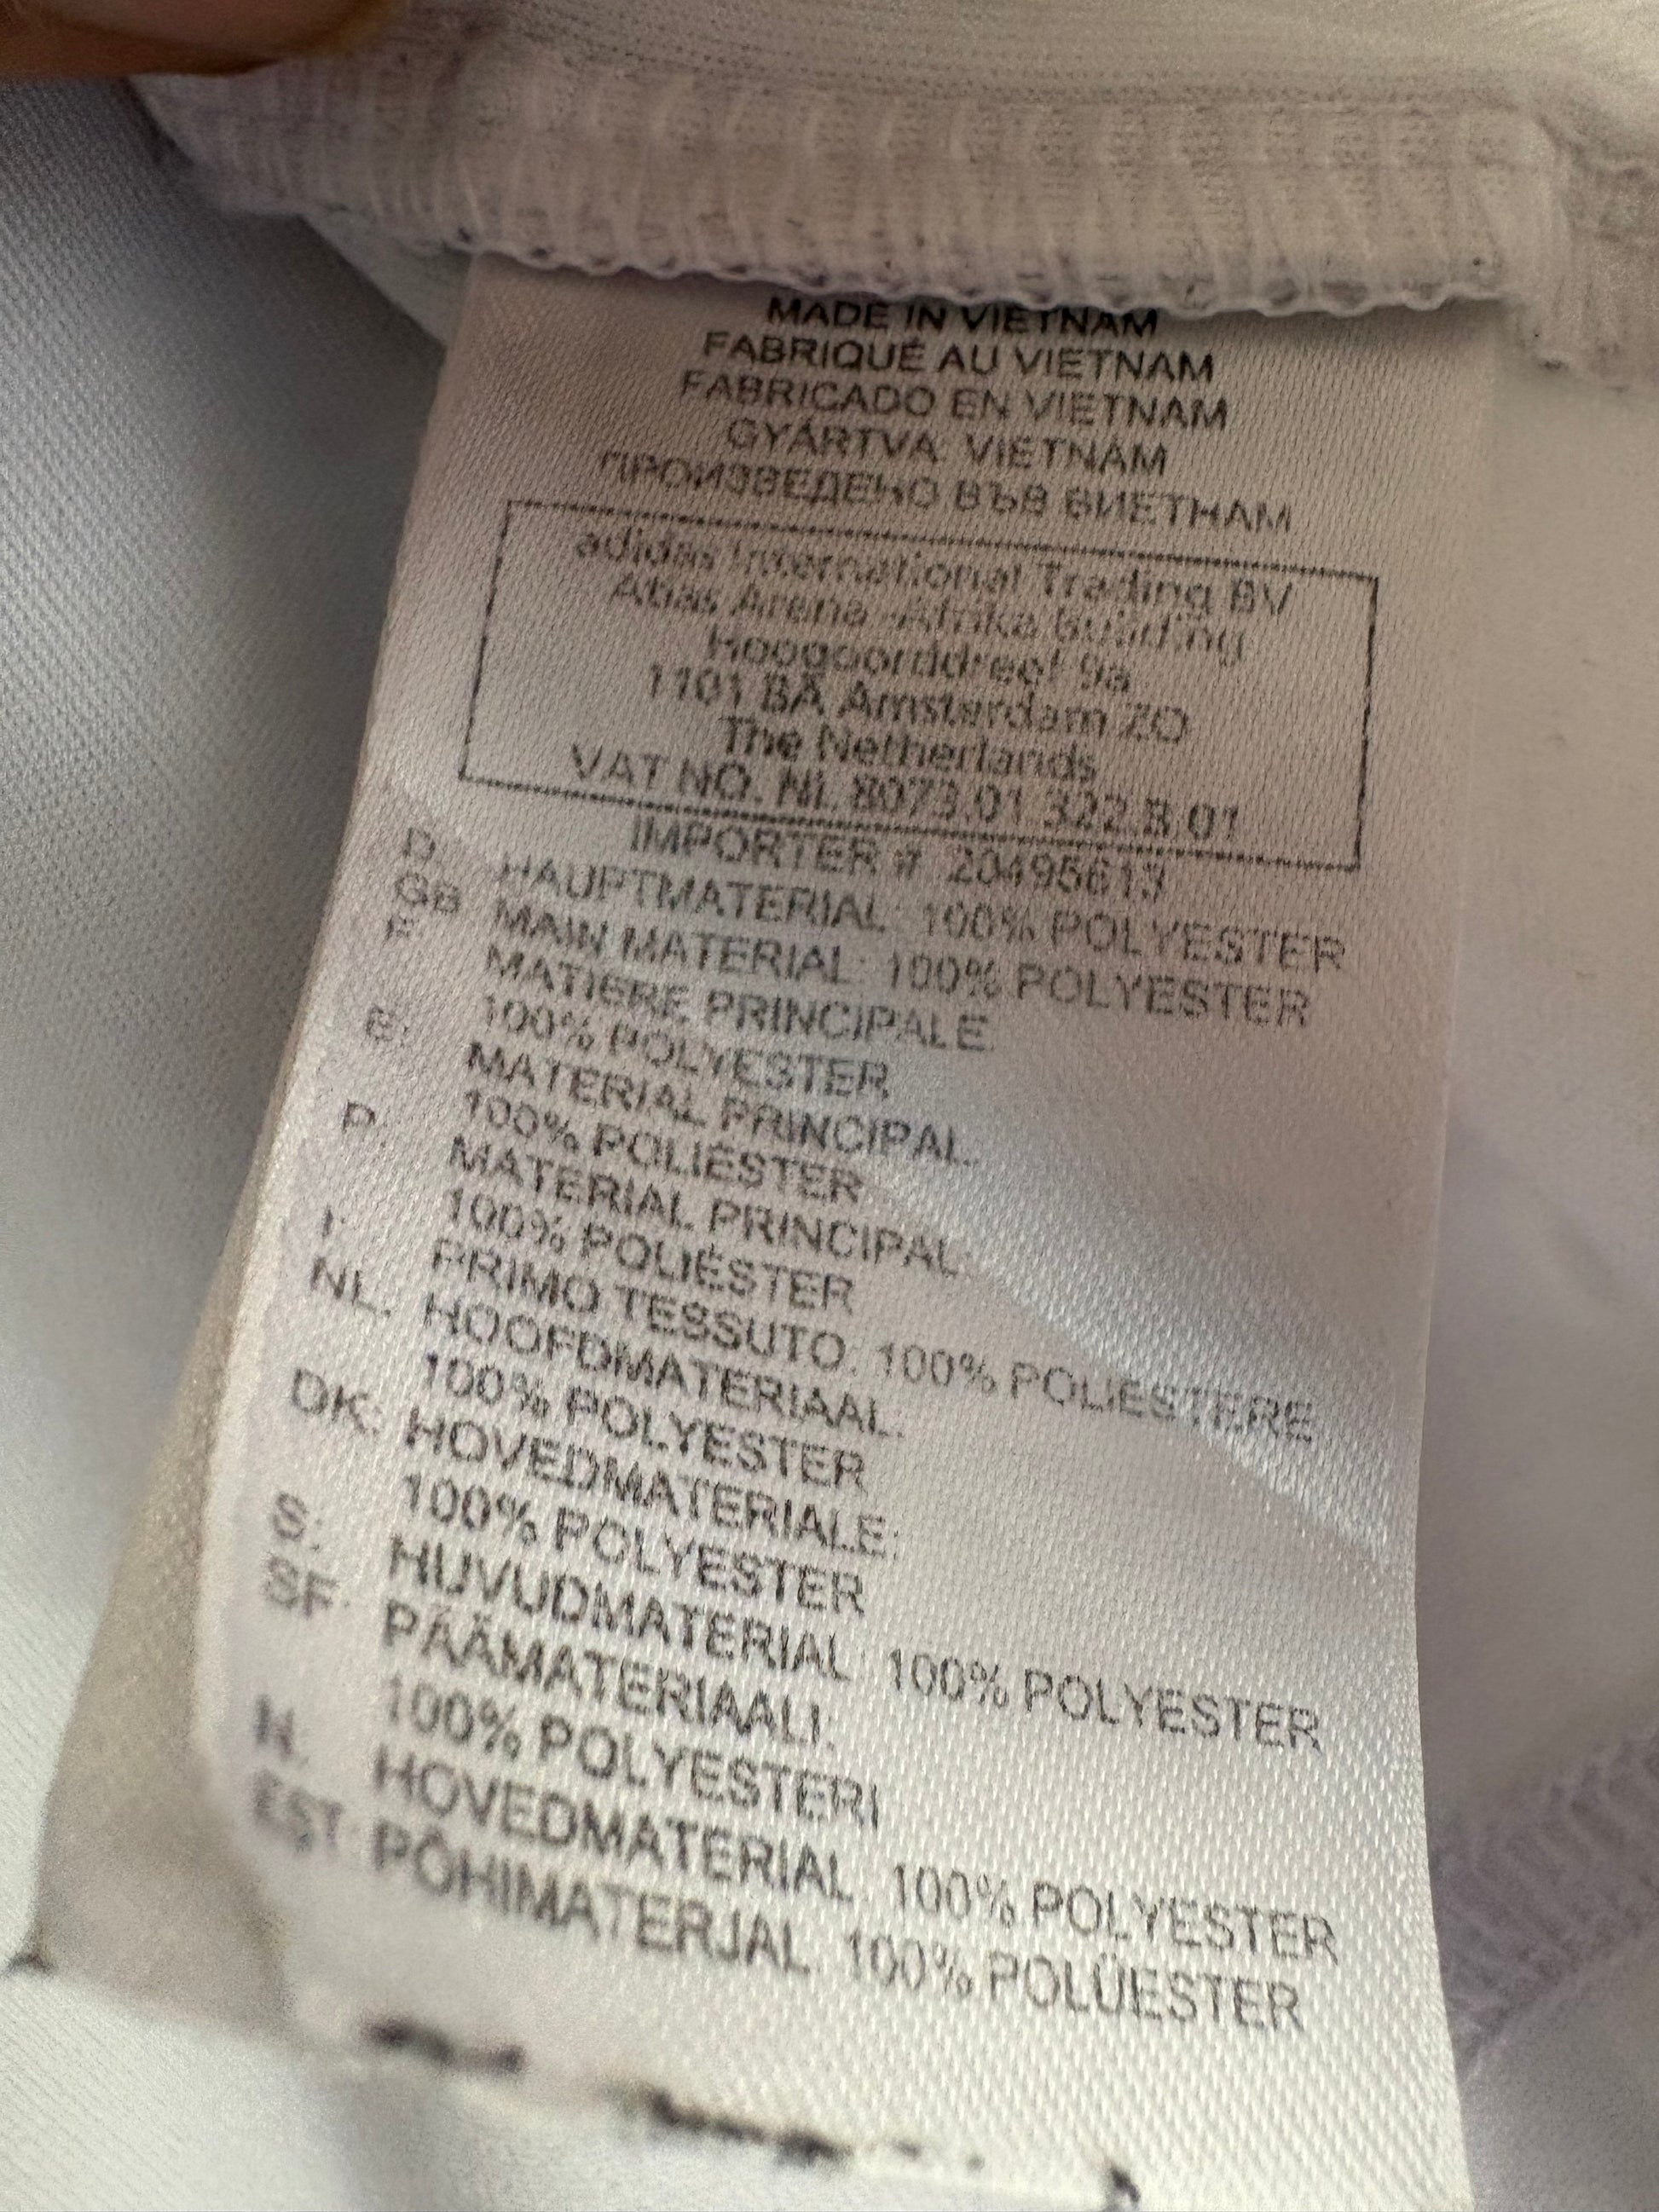 MADE IN VIETNAM
FABRIQUÉ AU VIETNAM
FABRICADO EN VIETNAM
GYÁRTVA: VIETNÁM
ПРОИЗВЕДЕНО ВЪВ ВИЕТНАМ
adidas International Trading BV
Atlas Arena -Afrika Building
Hoogoorddreef 9a
1101 BA Amsterdam ZO
The Netherlands
VAT NO. NL 8073.01.322.B.01
IMPORTER # 20495613
D: HAUPTMATERIAL: 100% POLYESTER
GB: MAIN MATERIAL: 100% POLYESTER
F: MATIÈRE PRINCIPALE:
100% POLYESTER
E: MATERIAL PRINCIPAL:
100% POLIÉSTER
P: MATERIAL PRINCIPAL:
100% POLIÉSTER
I: PRIMO TESSUTO: 100% POLIESTERE
NL: HOOFDMATERIAAL:
100% POLYESTER
DK: HOVEDMATERIALE:
100% POLYESTER
S: HUVUDMATERIAL: 100% POLYESTER
SF: PÄÄMATERIAALI:
100% POLYESTERI
N: HOVEDMATERIAL: 100% POLYESTER
EST: PÕHIMATERJAL: 100% POLÜESTER